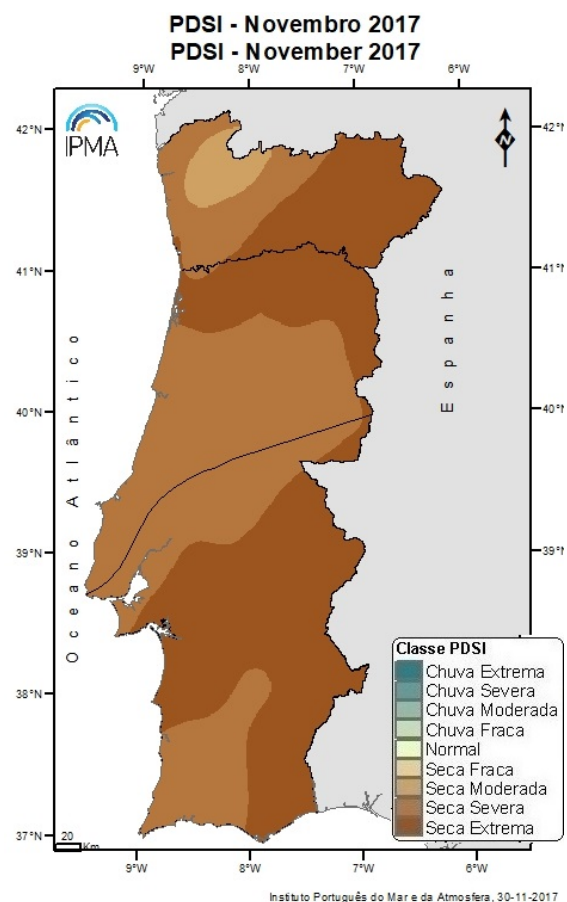 PDSI - Novembro 2017
PDSI - November 2017
9°W 8°W 7°W 6°W
IPMA
N
42°N 42°N
41°N 41°N
40°N 40°N
39°N 39°N
38°N 38°N
37°N 37°N
Oceano Atlântico
Espanha
Classe PDSI
Chuva Extrema
Chuva Severa
Chuva Moderada
Chuva Fraca
Normal
Seca Fraca
Seca Moderada
Seca Severa
Seca Extrema
20
Km
9°W 8°W 7°W 6°W
Instituto Português do Mar e da Atmosfera, 30-11-2017